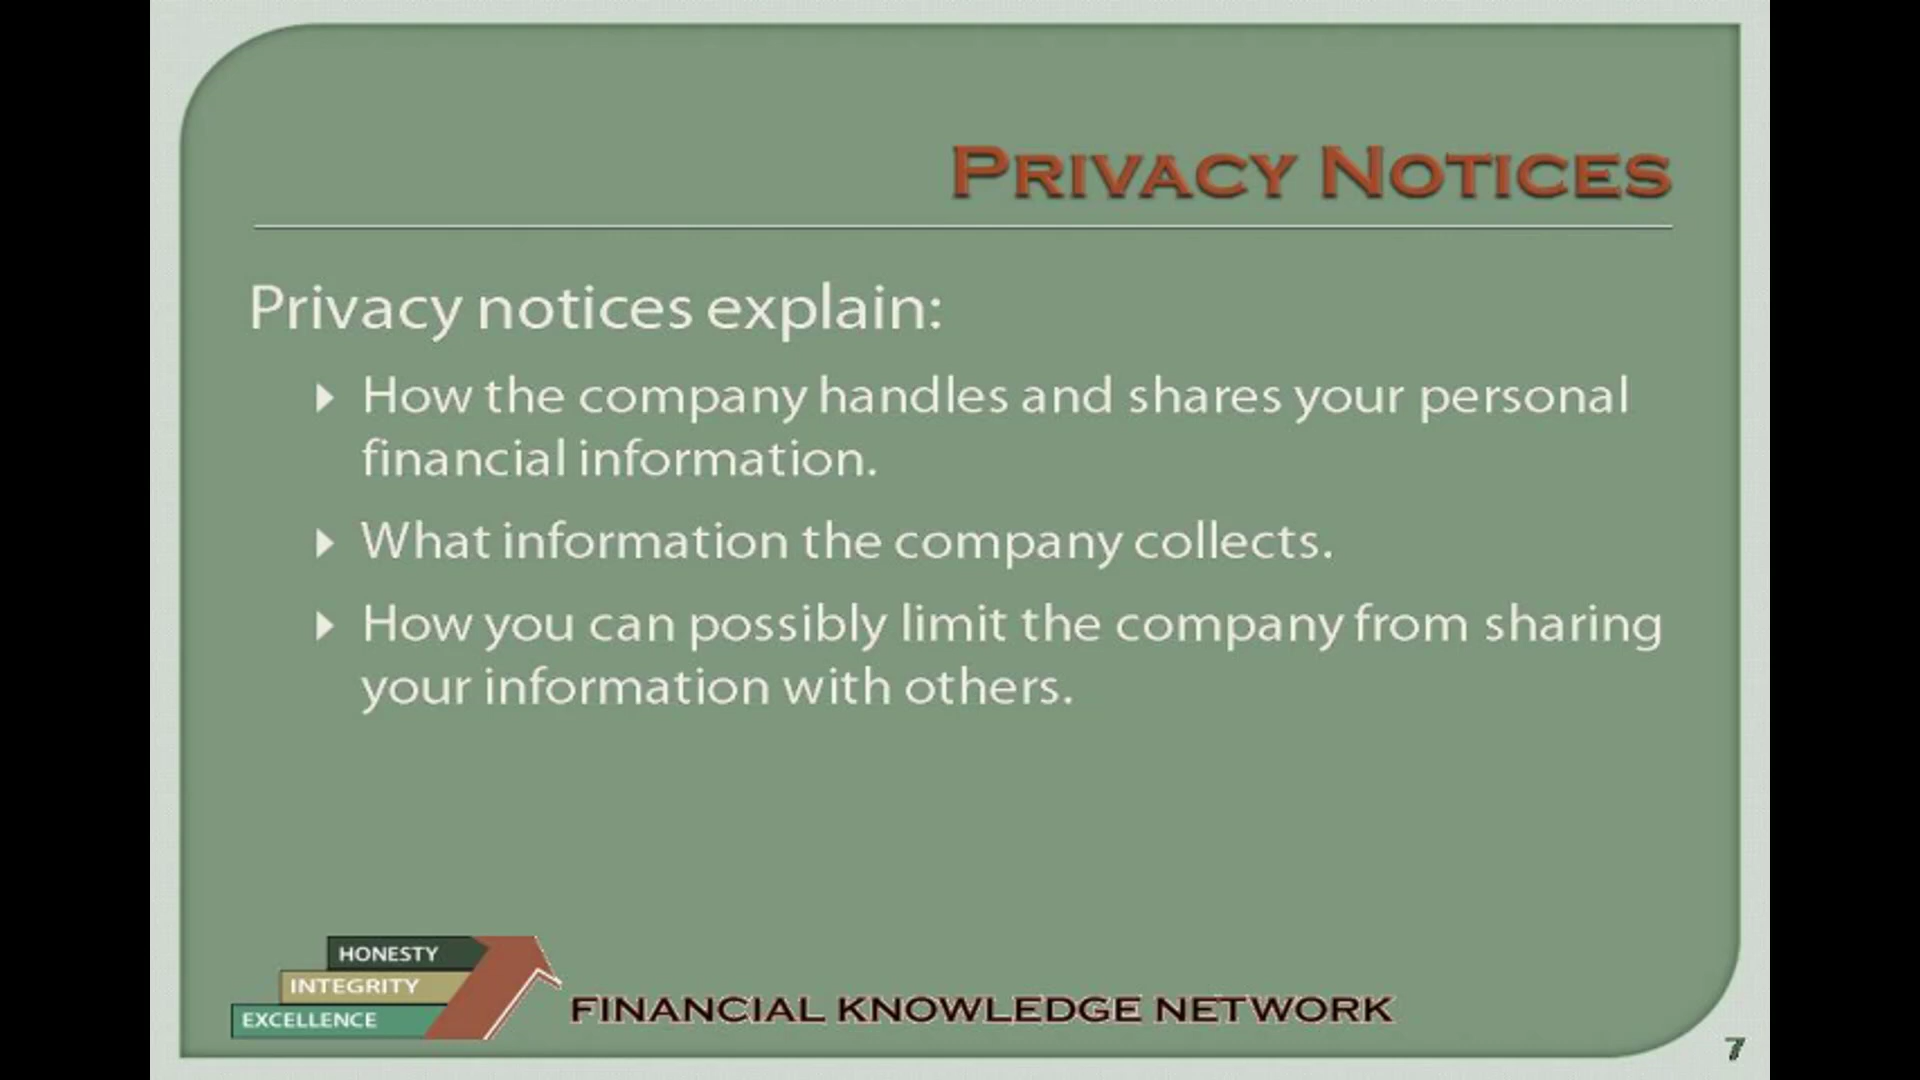 PRIVACY NOTICES
Privacy notices explain:
How the company handles and shares your personal
financial information.
What information the company collects.
How you can possibly limit the company from sharing
your information with others.
HONESTY
INTEGRITY
EXCELLENCE
FINANCIAL KNOWLEDGE NETWORK
7